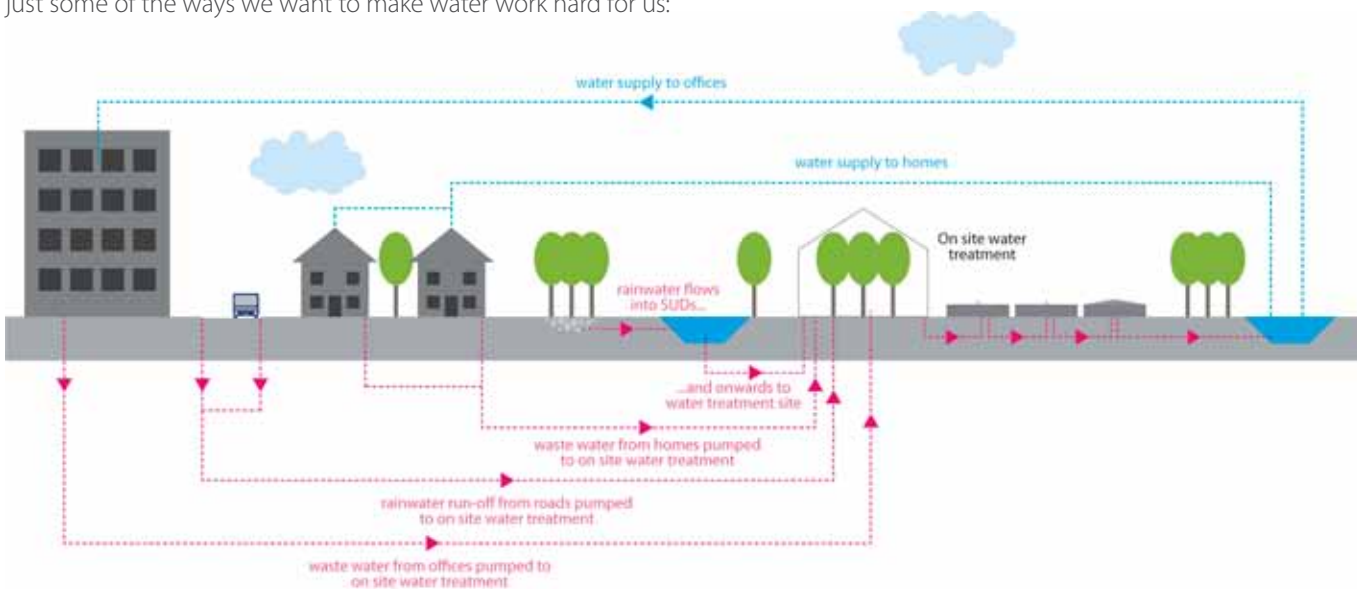 just some of the ways we want to make water work hard for us:
water supply to offices
water supply to homes
On site water
treatment
rainwater flows
into SUDs...
...and onwards to
water treatment site
waste water from homes pumped
to on site water treatment
rainwater run-off from roads pumped
to on site water treatment
waste water from offices pumped to
on site water treatment